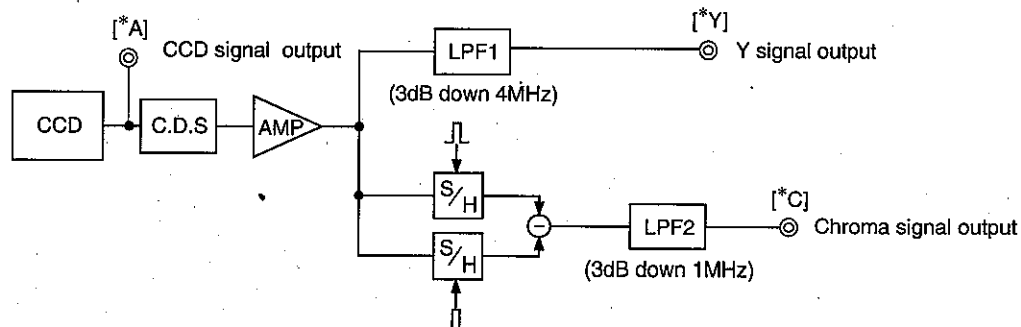 [*A]
CCD signal output
[*Y]
Y signal output
LPF1
(3dB down 4MHz)
CCD
C.D.S
AMP
S/H
[*C]
LPF2
Chroma signal output
(3dB down 1MHz)
S/H